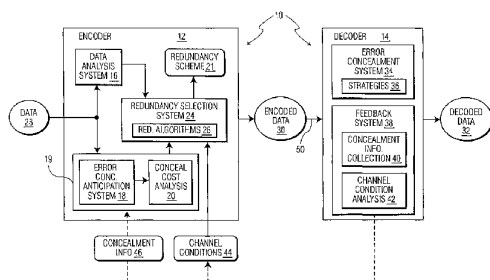 10
ENCODER
12
DATA
ANALYSIS
SYSTEM 16
REDUNDANCY
SCHEME 21
REDUNDANCY SELECTION
SYSTEM
24
RED. ALGORITHMS 26
DATA
28
19
ERROR
CONC.
ANTICIPATION
SYSTEM 18
CONCEAL
COST
ANALYSIS
20
CONCEALMENT
INFO 46
CHANNEL
CONDITIONS 44
ENCODED
DATA
30
50
DECODER
14
ERROR
CONCEALMENT
SYSTEM 34
STRATEGIES 36
FEEDBACK
SYSTEM 38
CONCEALMENT
INFO.
COLLECTION 40
CHANNEL
CONDITION
ANALYSIS 42
DECODED
DATA
32